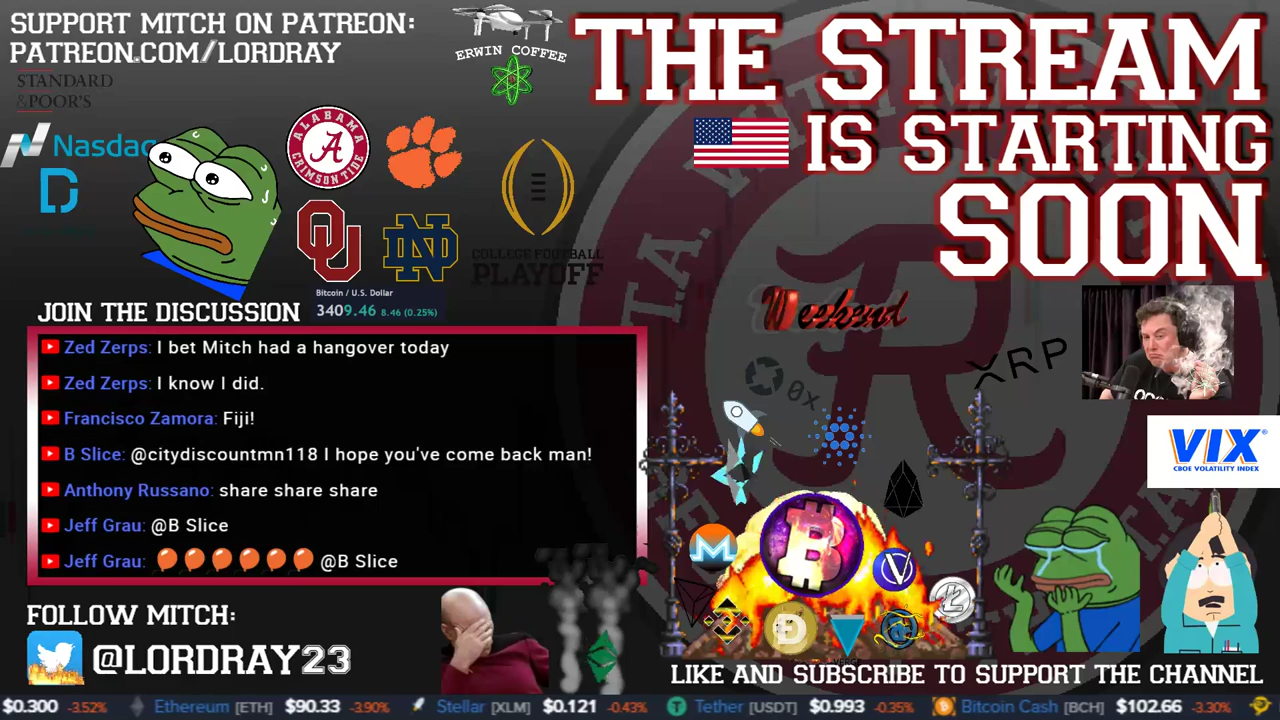 SUPPORT MITCH ON PATREON:
PATREON.COM/LORDRAY
STANDARD
&POOR'S
Nasdaq
ERWIN COFFEE
THE STREAM
IS STARTING
SOON
ALABAMA
A
CRIMSON TIDE
OU
ND
COLLEGE FOOTBALL
PLAYOFF
Bitcoin / U.S. Dollar
3409.46 8.46 (0.25%)
JOIN THE DISCUSSION
Zed Zerps: I bet Mitch had a hangover today
Zed Zerps: I know I did.
Francisco Zamora: Fiji!
B Slice: @citydiscountmn118 I hope you've come back man!
Anthony Russano: share share share
Jeff Grau: @B Slice
Jeff Grau: 🎈🎈🎈🎈🎈🎈 @B Slice
Weekend
0x
XRP
VIX®
CBOE VOLATILITY INDEX
FOLLOW MITCH:
@LORDRAY23
LIKE AND SUBSCRIBE TO SUPPORT THE CHANNEL
$0.300 -3.52% Ethereum [ETH] $90.33 -3.90% Stellar [XLM] $0.121 -0.43% Tether [USDT] $0.993 -0.35% Bitcoin Cash [BCH] $102.66 -3.30%